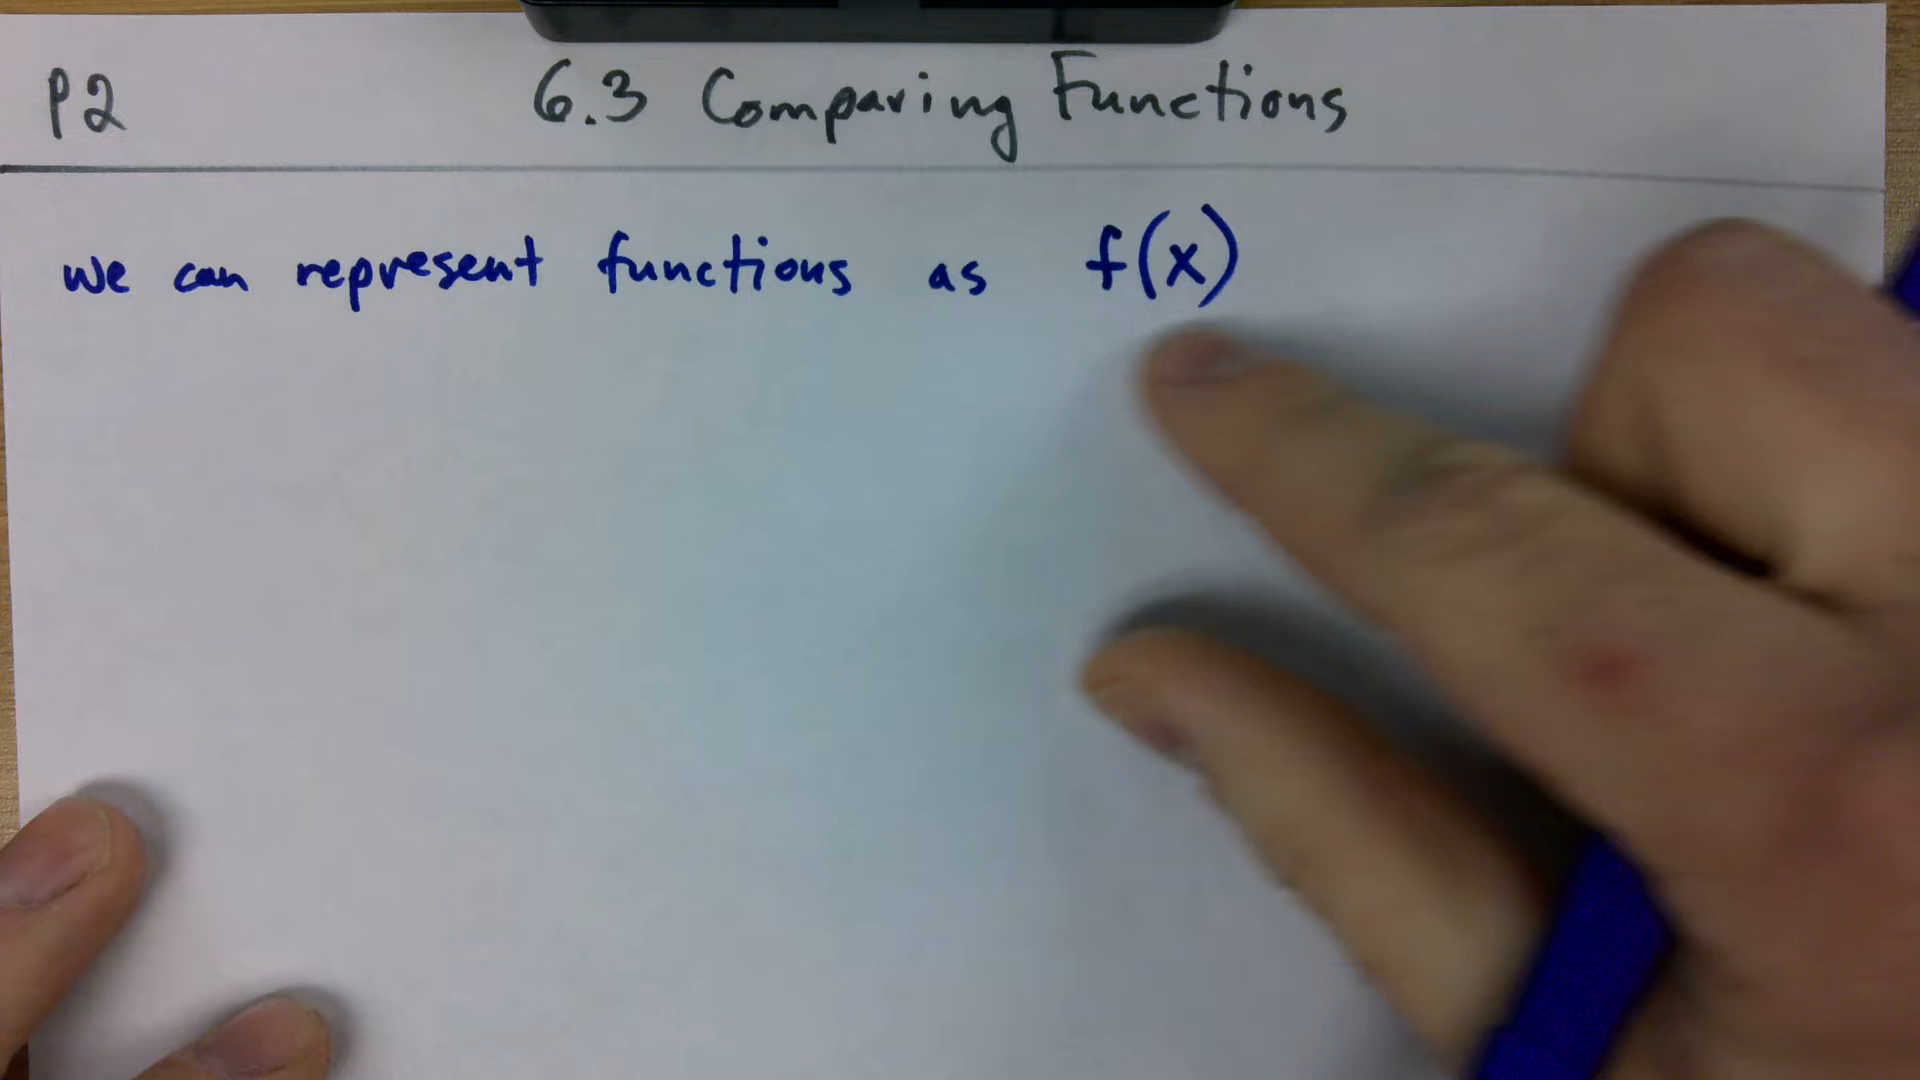 P2
6.3 Comparing Functions
we can represent functions as f(x)